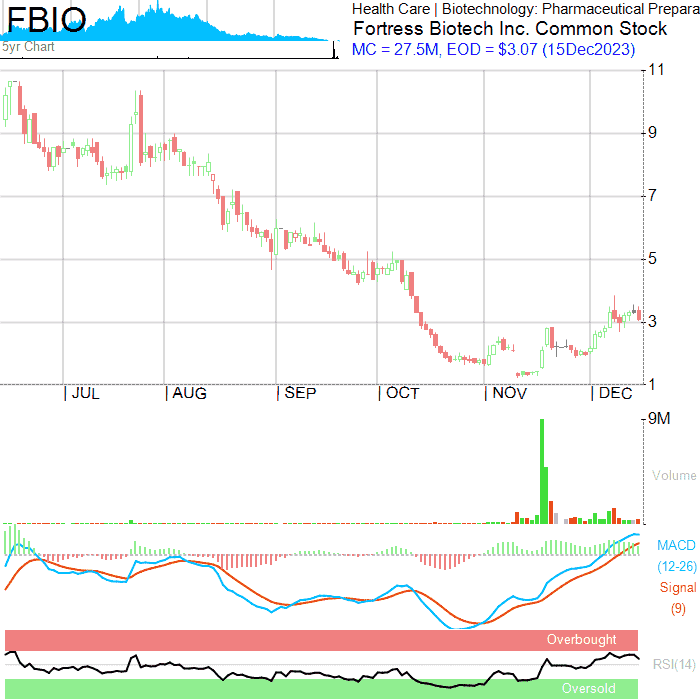 FBIO
5yr Chart
Health Care | Biotechnology: Pharmaceutical Prepara
Fortress Biotech Inc. Common Stock
MC = 27.5M, EOD = $3.07 (15Dec2023)
11
9
7
5
3
1
JUL
AUG
SEP
OCT
NOV
DEC
9M
Volume
MACD
(12-26)
Signal
(9)
Overbought
RSI(14)
Oversold